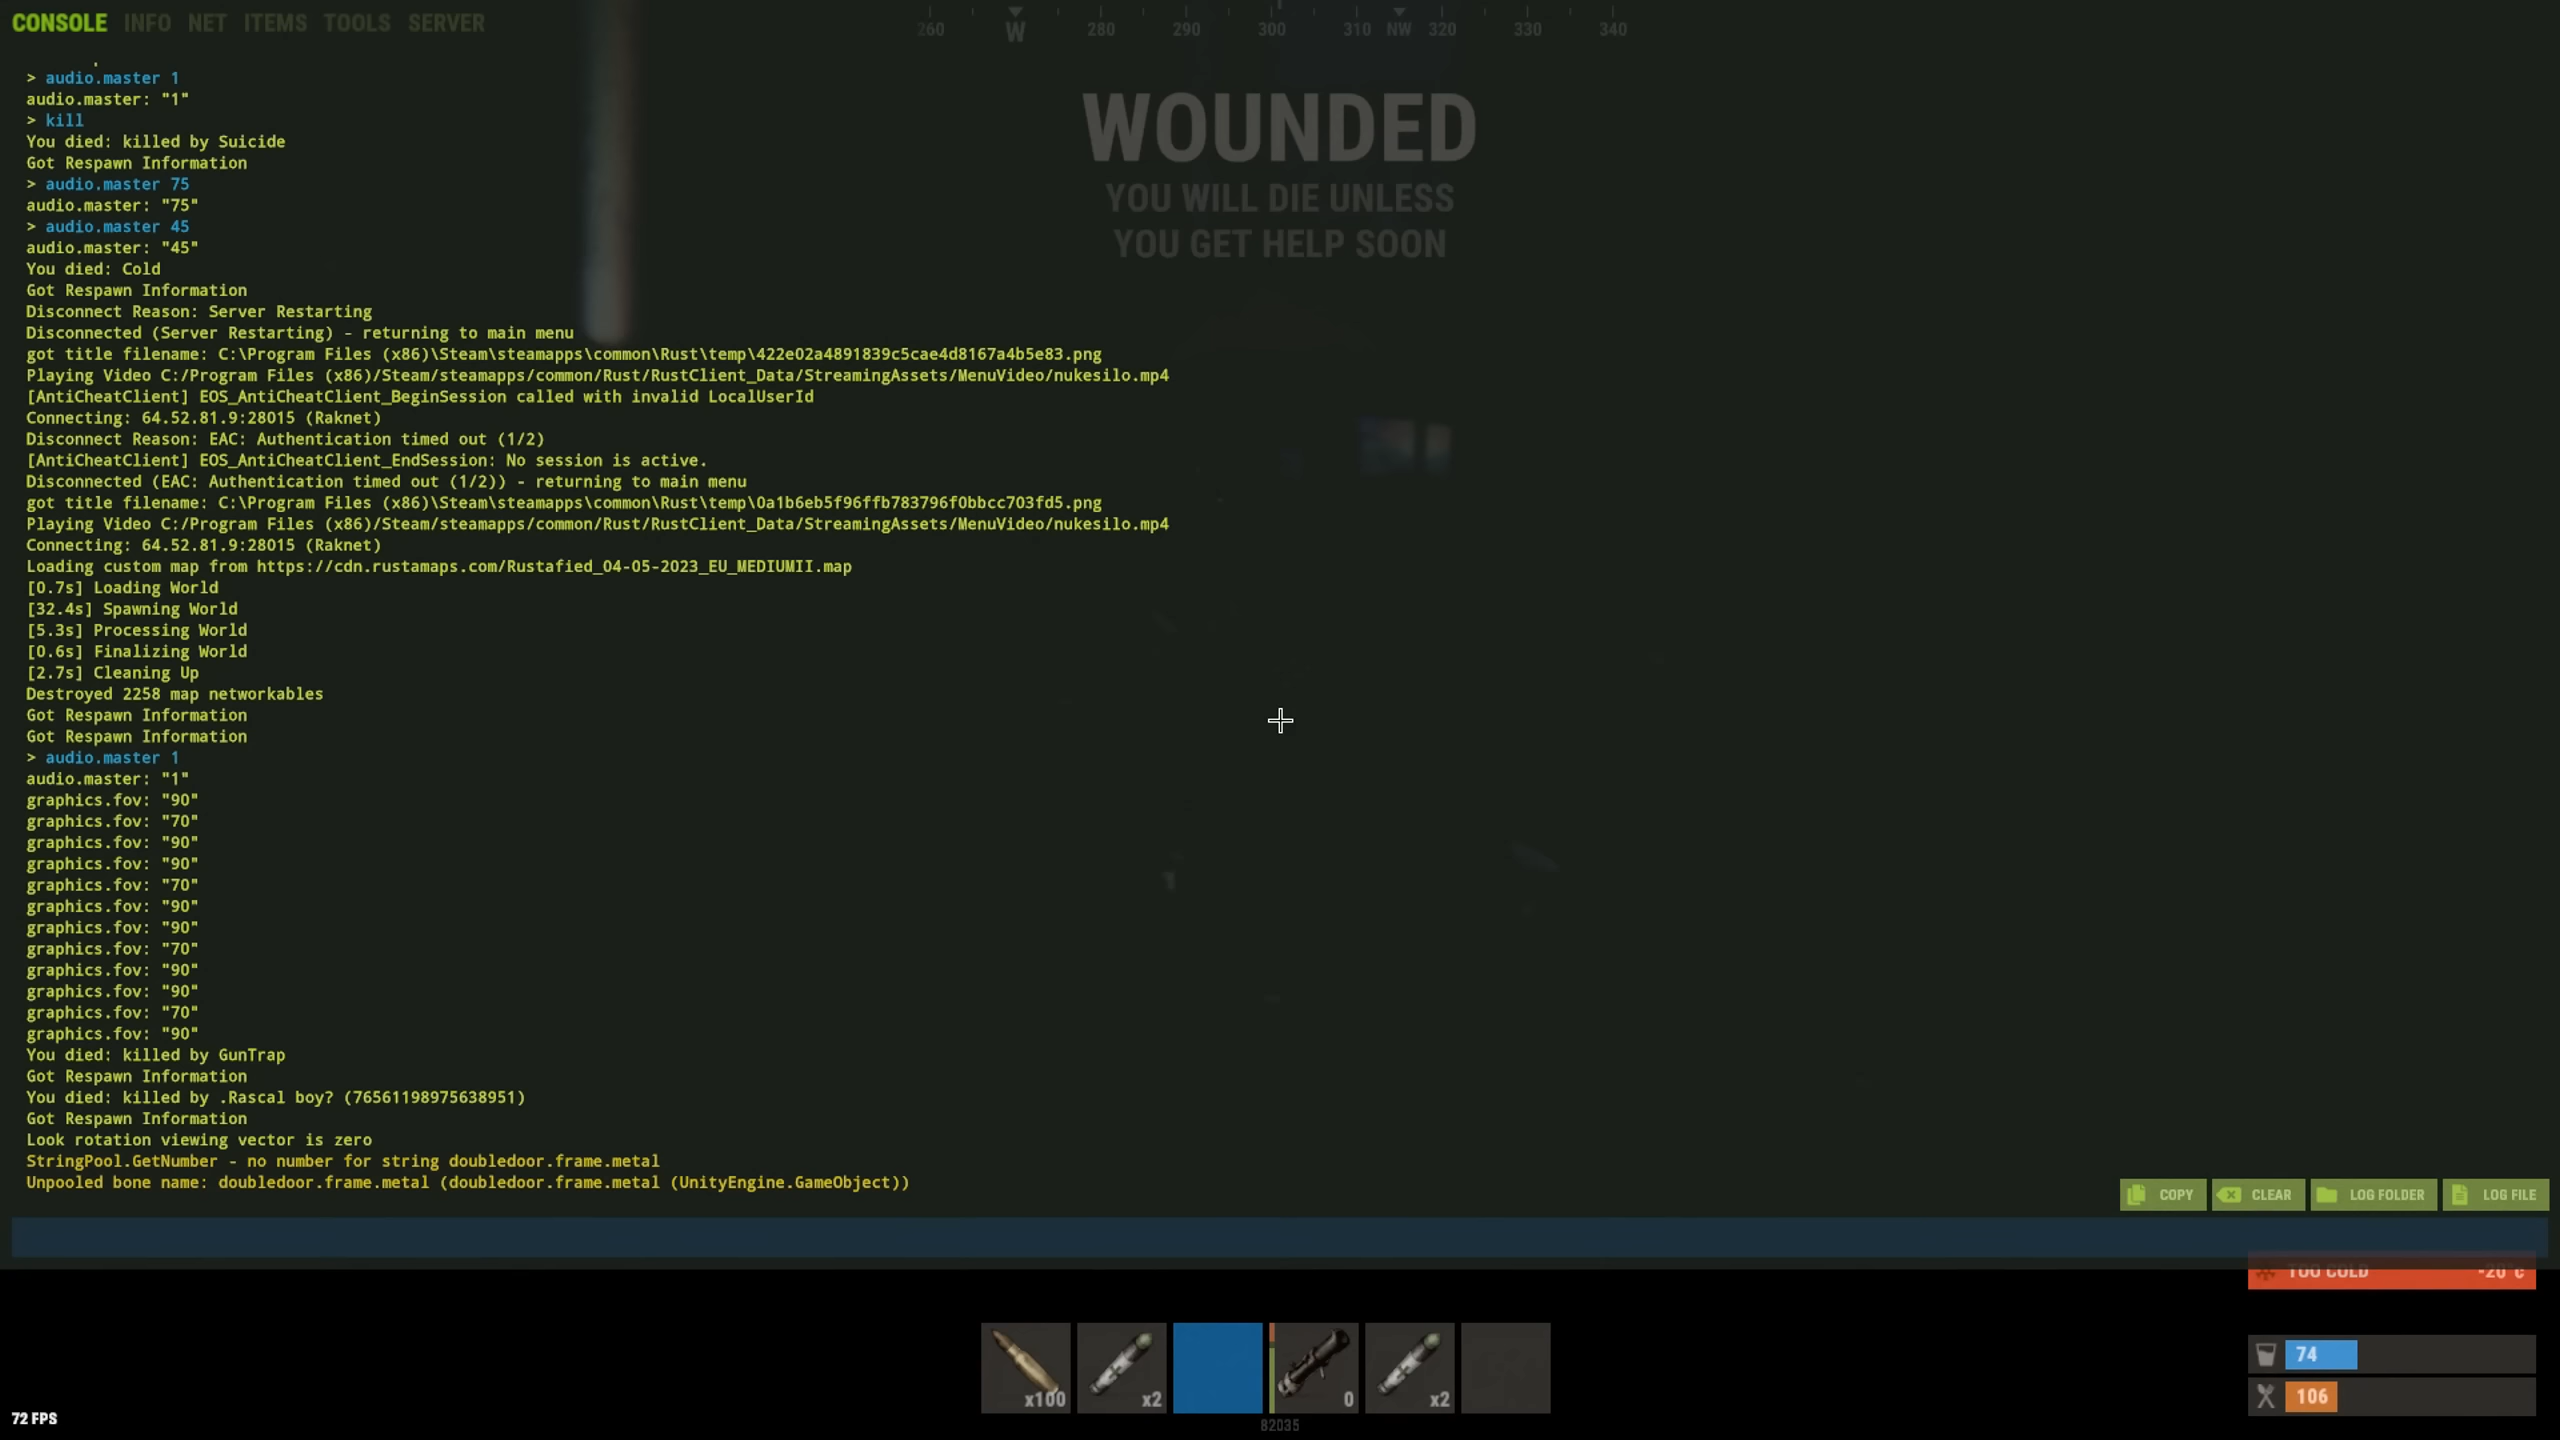 CONSOLE INFO NET ITEMS TOOLS SERVER
260 W 280 290 300 310 NW 320 330 340
WOUNDED
YOU WILL DIE UNLESS
YOU GET HELP SOON
> audio.master 1
audio.master: "1"
> kill
You died: killed by Suicide
Got Respawn Information
> audio.master 75
audio.master: "75"
> audio.master 45
audio.master: "45"
You died: Cold
Got Respawn Information
Disconnect Reason: Server Restarting
Disconnected (Server Restarting) - returning to main menu
got title filename: C:\Program Files (x86)\Steam\steamapps\common\Rust\temp\422e02a4891839c5cae4d8167a4b5e83.png
Playing Video C:/Program Files (x86)/Steam/steamapps/common/Rust/RustClient_Data/StreamingAssets/MenuVideo/nukesilo.mp4
[AntiCheatClient] EOS_AntiCheatClient_BeginSession called with invalid LocalUserId
Connecting: 64.52.81.9:28015 (Raknet)
Disconnect Reason: EAC: Authentication timed out (1/2)
[AntiCheatClient] EOS_AntiCheatClient_EndSession: No session is active.
Disconnected (EAC: Authentication timed out (1/2)) - returning to main menu
got title filename: C:\Program Files (x86)\Steam\steamapps\common\Rust\temp\0a1b6eb5f96ffb783796f0bbcc703fd5.png
Playing Video C:/Program Files (x86)/Steam/steamapps/common/Rust/RustClient_Data/StreamingAssets/MenuVideo/nukesilo.mp4
Connecting: 64.52.81.9:28015 (Raknet)
Loading custom map from https://cdn.rustamaps.com/Rustafied_04-05-2023_EU_MEDIUMII.map
[0.7s] Loading World
[32.4s] Spawning World
[5.3s] Processing World
[0.6s] Finalizing World
[2.7s] Cleaning Up
Destroyed 2258 map networkables
Got Respawn Information
Got Respawn Information
> audio.master 1
audio.master: "1"
graphics.fov: "90"
graphics.fov: "70"
graphics.fov: "90"
graphics.fov: "90"
graphics.fov: "70"
graphics.fov: "90"
graphics.fov: "90"
graphics.fov: "70"
graphics.fov: "90"
graphics.fov: "90"
graphics.fov: "70"
graphics.fov: "90"
You died: killed by GunTrap
Got Respawn Information
You died: killed by .Rascal boy? (76561198975638951)
Got Respawn Information
Look rotation viewing vector is zero
StringPool.GetNumber - no number for string doubledoor.frame.metal
Unpooled bone name: doubledoor.frame.metal (doubledoor.frame.metal (UnityEngine.GameObject))
COPY CLEAR LOG FOLDER LOG FILE
TOO COLD -20°c
x100 x2 0 x2
74
106
72 FPS
82035